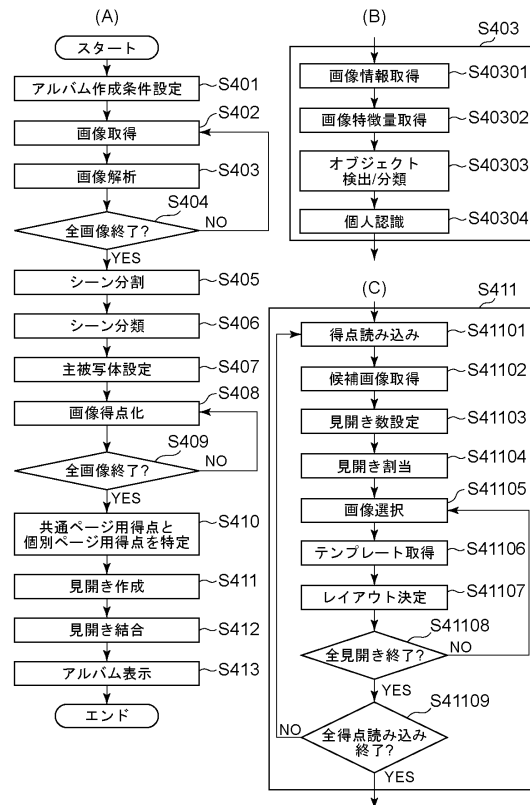 (A)
スタート
アルバム作成条件設定
S401
画像取得
S402
画像解析
S403
全画像終了?
S404
NO
YES
シーン分割
S405
シーン分類
S406
主被写体設定
S407
画像得点化
S408
全画像終了?
S409
NO
YES
共通ページ用得点と
個別ページ用得点を特定
S410
見開き作成
S411
見開き結合
S412
アルバム表示
S413
エンド
(B)
S403
画像情報取得
S40301
画像特徴量取得
S40302
オブジェクト
検出/分類
S40303
個人認識
S40304
(C)
S411
得点読み込み
S41101
候補画像取得
S41102
見開き数設定
S41103
見開き割当
S41104
画像選択
S41105
テンプレート取得
S41106
レイアウト決定
S41107
全見開き終了?
S41108
NO
YES
全得点読み込み
終了?
S41109
NO
YES